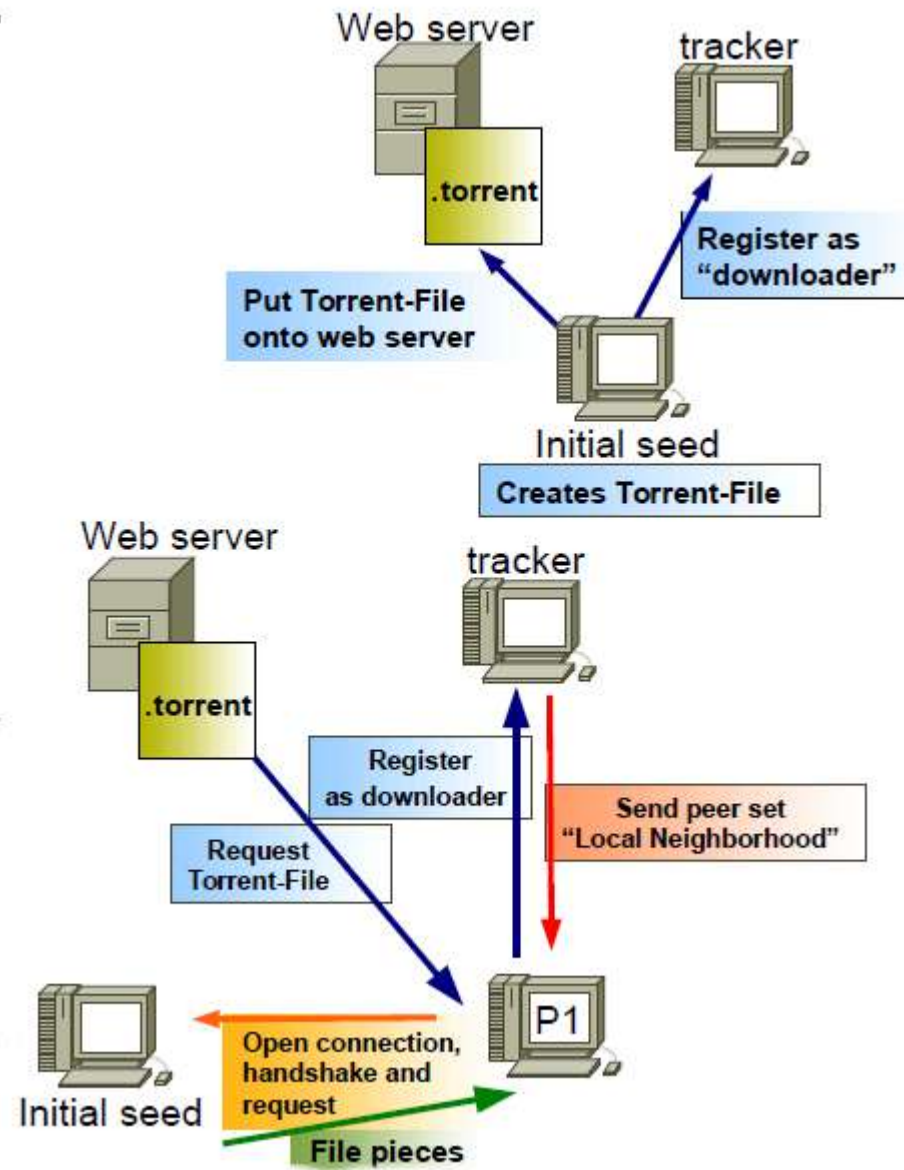 Web server
tracker
.torrent
Register as
“downloader”
Put Torrent-File
onto web server
Initial seed
Creates Torrent-File
Web server
tracker
.torrent
Register
as downloader
Send peer set
“Local Neighborhood”
Request
Torrent-File
P1
Open connection,
handshake and
request
Initial seed
File pieces